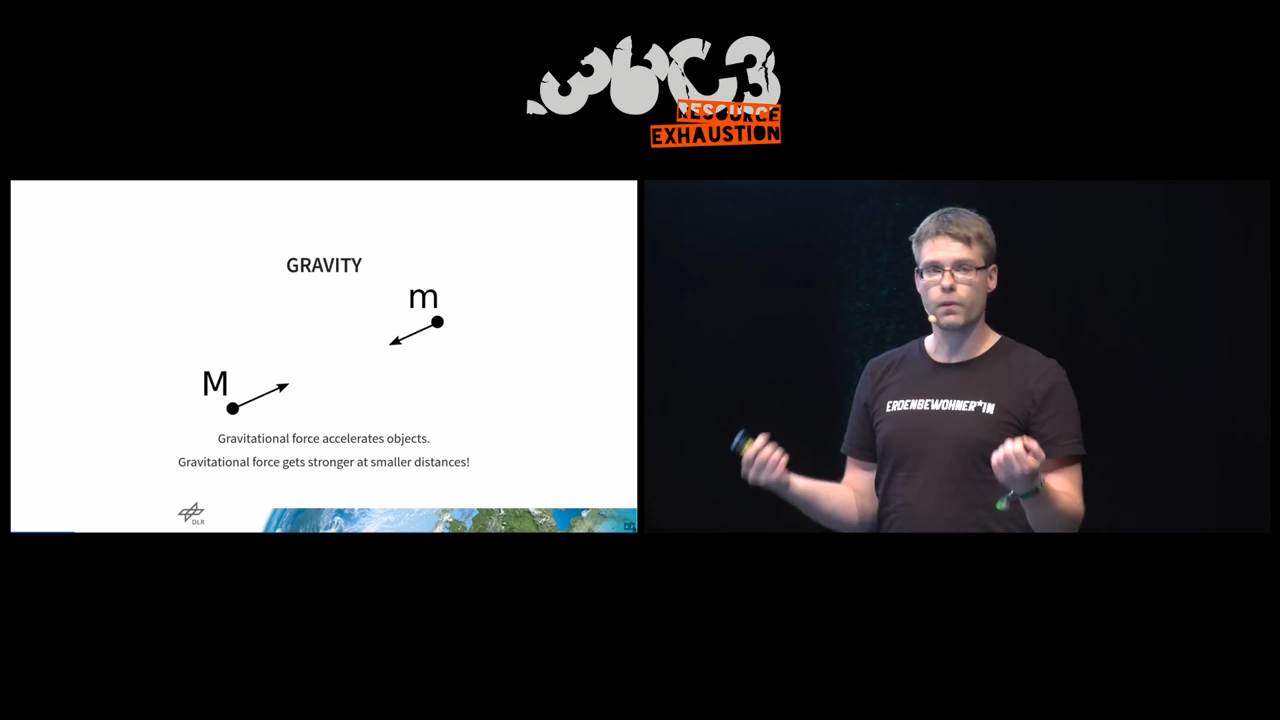 36C3
RESOURCE
EXHAUSTION
GRAVITY
m
M
Gravitational force accelerates objects.
Gravitational force gets stronger at smaller distances!
DLR
ERDENBEWOHNER*IN